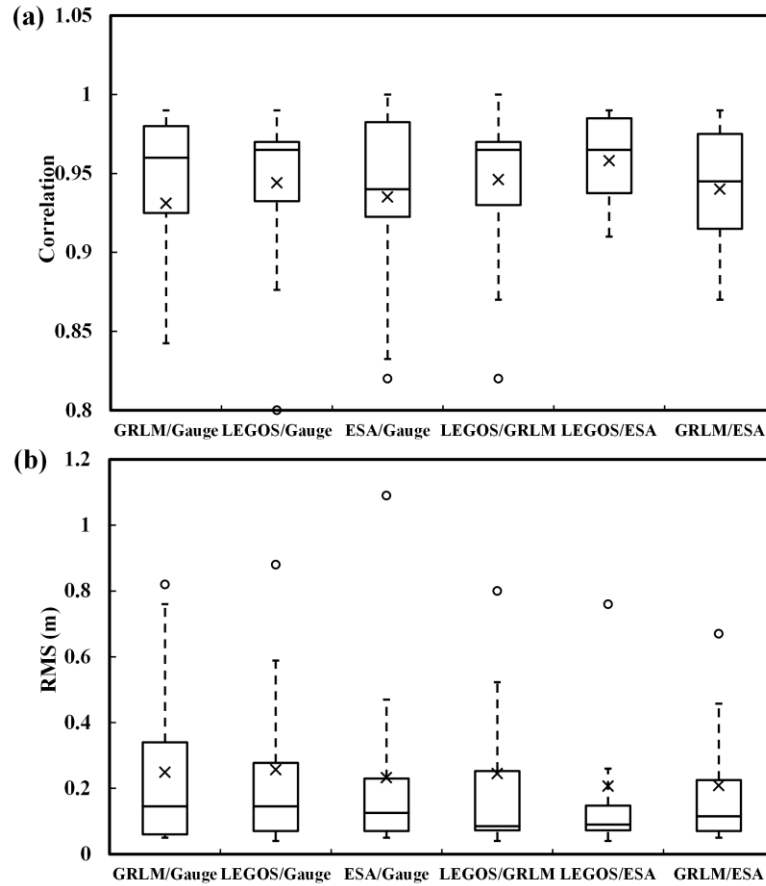 (a)
1.05
1
0.95
0.9
0.85
0.8
Correlation
GRLM/Gauge LEGOS/Gauge ESA/Gauge LEGOS/GRLM LEGOS/ESA GRLM/ESA
(b)
1.2
1
0.8
0.6
0.4
0.2
0
RMS (m)
GRLM/Gauge LEGOS/Gauge ESA/Gauge LEGOS/GRLM LEGOS/ESA GRLM/ESA